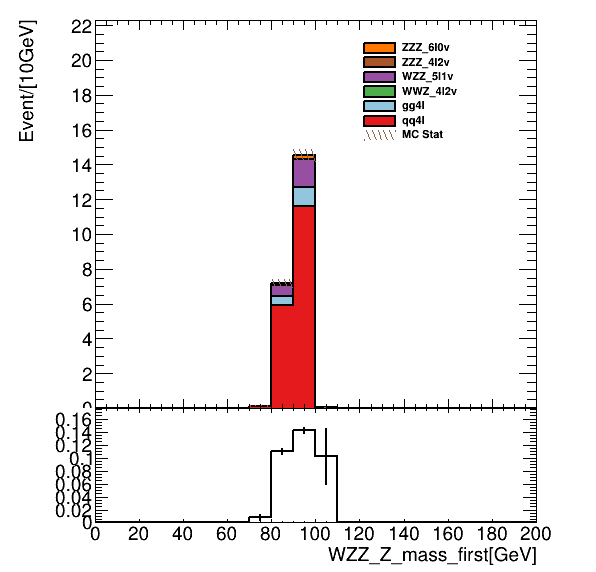 Event/[10GeV]
22
20
18
16
14
12
10
8
6
4
2
0
ZZZ_6l0v
ZZZ_4l2v
WZZ_5l1v
WWZ_4l2v
gg4l
qq4l
MC Stat
0.16
0.14
0.12
0.1
0.08
0.06
0.04
0.02
0
0 20 40 60 80 100 120 140 160 180 200
WZZ_Z_mass_first[GeV]